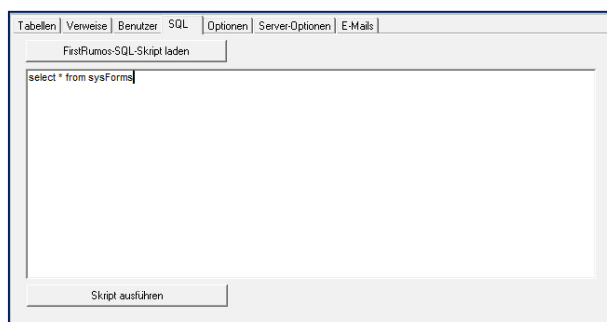 Tabellen Verweise Benutzer SQL Optionen Server-Optionen E-Mails
FirstRumos-SQL-Skript laden
select * from sysForms
Skript ausführen